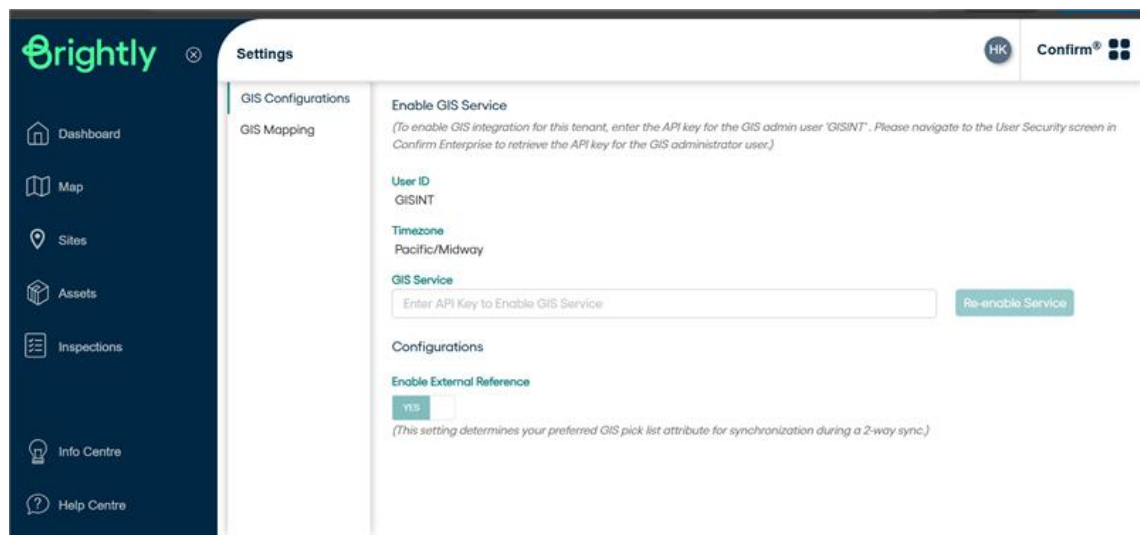 Brightly
Settings
HK
Confirm®
Dashboard
Map
Sites
Assets
Inspections
Info Centre
Help Centre
GIS Configurations
GIS Mapping
Enable GIS Service
(To enable GIS integration for this tenant, enter the API key for the GIS admin user 'GISINT' . Please navigate to the User Security screen in
Confirm Enterprise to retrieve the API key for the GIS administrator user.)
User ID
GISINT
Timezone
Pacific/Midway
GIS Service
Enter API Key to Enable GIS Service
Re-enable Service
Configurations
Enable External Reference
YES
(This setting determines your preferred GIS pick list attribute for synchronization during a 2-way sync.)